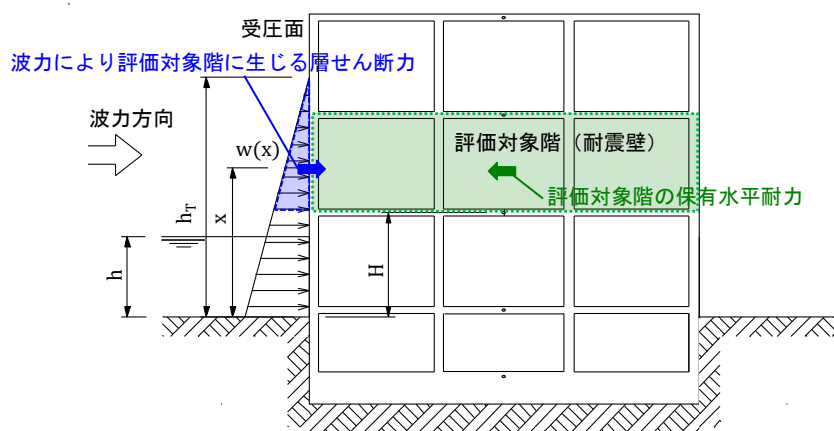 受圧面
波力により評価対象階に生じる層せん断力
波力方向
w(x)
評価対象階（耐震壁）
評価対象階の保有水平耐力
h_T
x
h
H